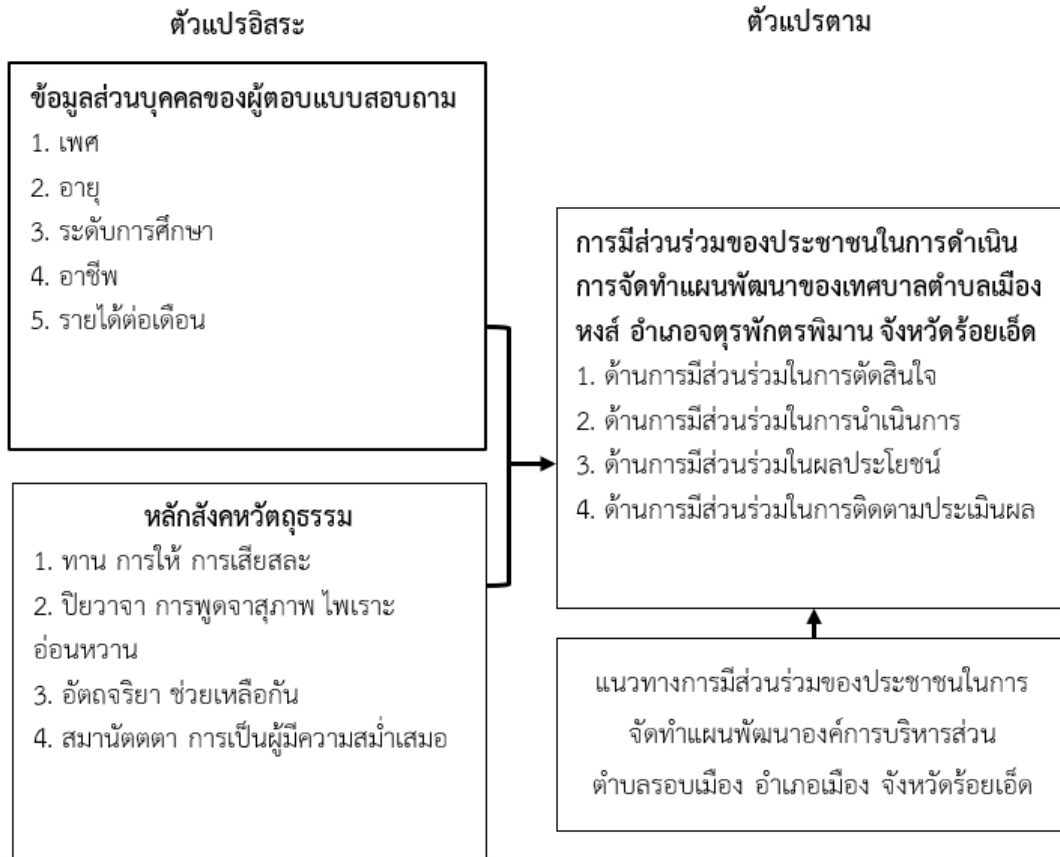 ตัวแปรอิสระ
ตัวแปรตาม
ข้อมูลส่วนบุคคลของผู้ตอบแบบสอบถาม
1. เพศ
2. อายุ
3. ระดับการศึกษา
4. อาชีพ
5. รายได้ต่อเดือน
หลักสังคหวัตถุธรรม
1. ทาน การให้ การเสียสละ
2. ปิยวาจา การพูดจาสุภาพ ไพเราะ
อ่อนหวาน
3. อัตถจริยา ช่วยเหลือกัน
4. สมานัตตตา การเป็นผู้มีความสม่ำเสมอ
การมีส่วนร่วมของประชาชนในการดำเนิน
การจัดทำแผนพัฒนาของเทศบาลตำบลเมือง
หงส์ อำเภอจตุรพักตรพิมาน จังหวัดร้อยเอ็ด
1. ด้านการมีส่วนร่วมในการตัดสินใจ
2. ด้านการมีส่วนร่วมในการนำเนินการ
3. ด้านการมีส่วนร่วมในผลประโยชน์
4. ด้านการมีส่วนร่วมในการติดตามประเมินผล
แนวทางการมีส่วนร่วมของประชาชนในการ
จัดทำแผนพัฒนาองค์การบริหารส่วน
ตำบลรอบเมือง อำเภอเมือง จังหวัดร้อยเอ็ด